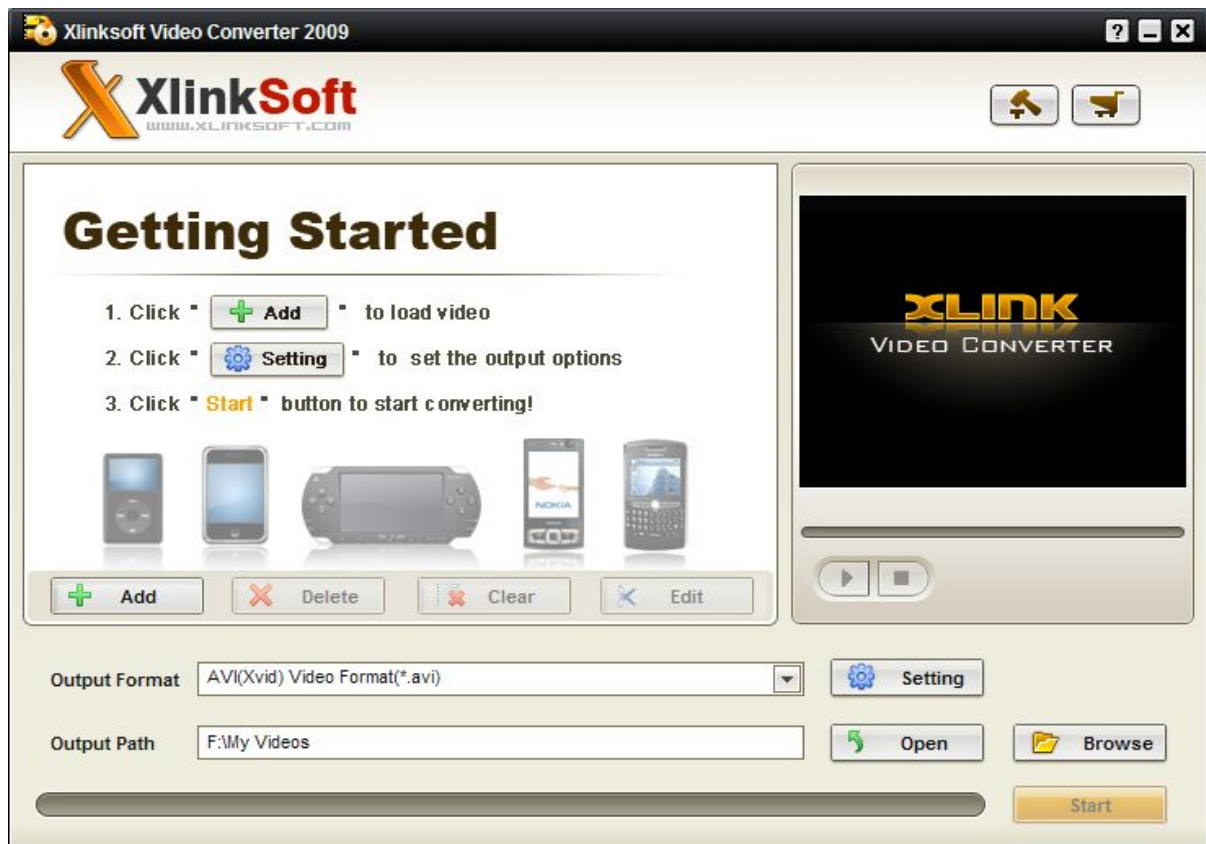 Xlinksoft Video Converter 2009
?
XlinkSoft
www.XLINKSOFT.COM
Getting Started
1. Click " Add " to load video
2. Click " Setting " to set the output options
3. Click " Start " button to start converting!
NOKIA
Add Delete Clear Edit
XLINK
VIDEO CONVERTER
Output Format AVI(Xvid) Video Format(*.avi) Setting
Output Path F:\My Videos Open Browse
Start